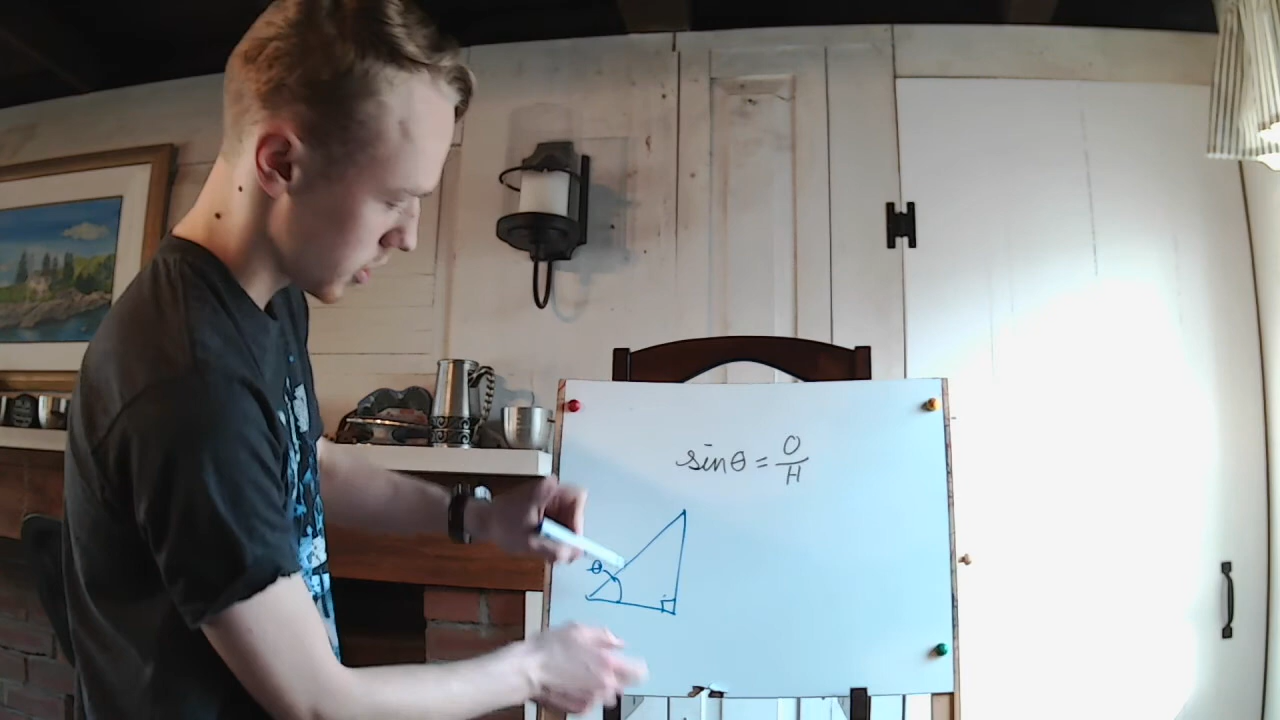 sinθ = O/H
θ